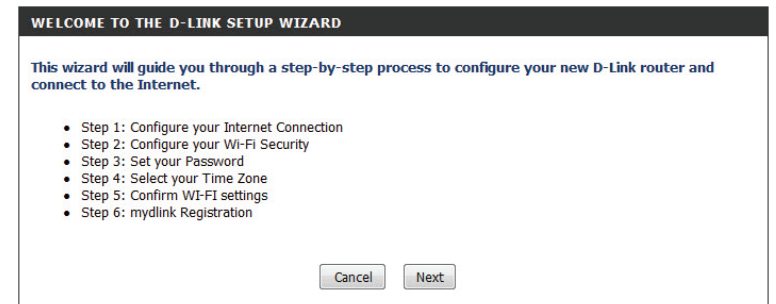 WELCOME TO THE D-LINK SETUP WIZARD
This wizard will guide you through a step-by-step process to configure your new D-Link router and
connect to the Internet.
• Step 1: Configure your Internet Connection
• Step 2: Configure your Wi-Fi Security
• Step 3: Set your Password
• Step 4: Select your Time Zone
• Step 5: Confirm WI-FI settings
• Step 6: mydlink Registration
Cancel Next